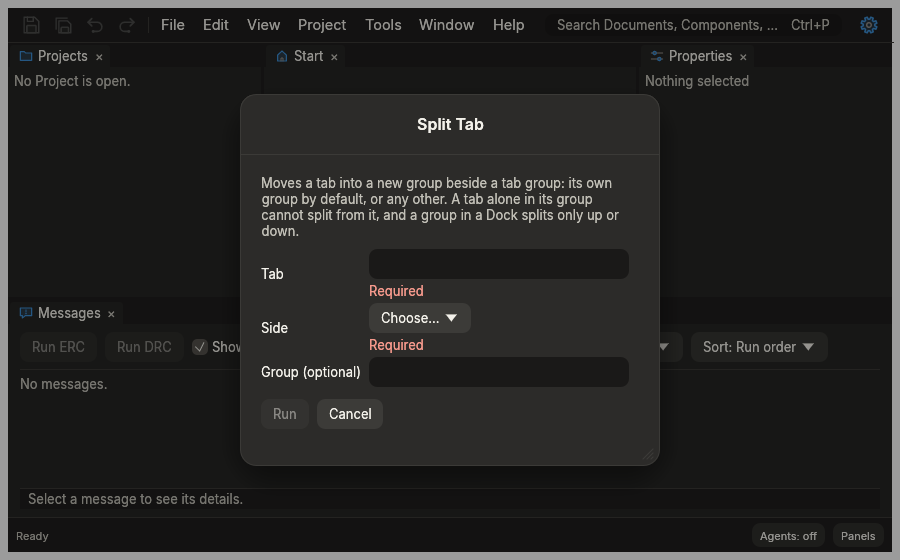 File Edit View Project Tools Window Help Search Documents, Components, ... Ctrl+P
Projects × Start × Properties ×
No Project is open.
Nothing selected
Split Tab
Moves a tab into a new group beside a tab group: its own
group by default, or any other. A tab alone in its group
cannot split from it, and a group in a Dock splits only up or
down.
Tab
Required
Side Choose...
Required
Group (optional)
Run Cancel
Messages ×
Run ERC Run DRC Show Sort: Run order
No messages.
Select a message to see its details.
Ready Agents: off Panels